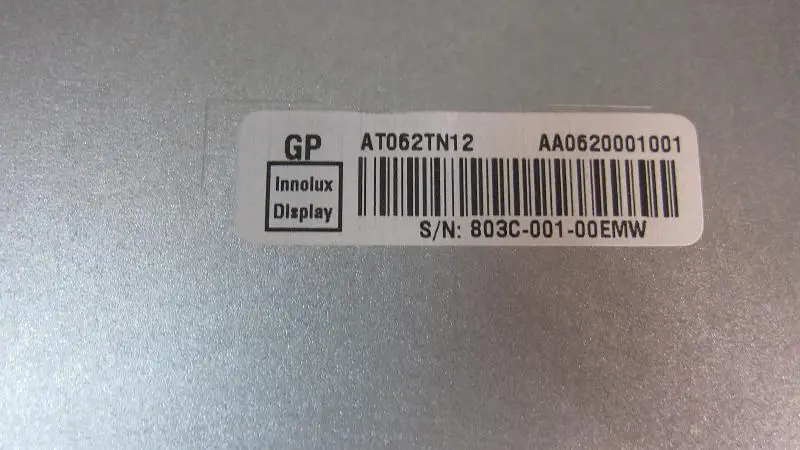 GP AT062TN12 AA0620001001
Innolux
Display
S/N: 803C-001-00EMW